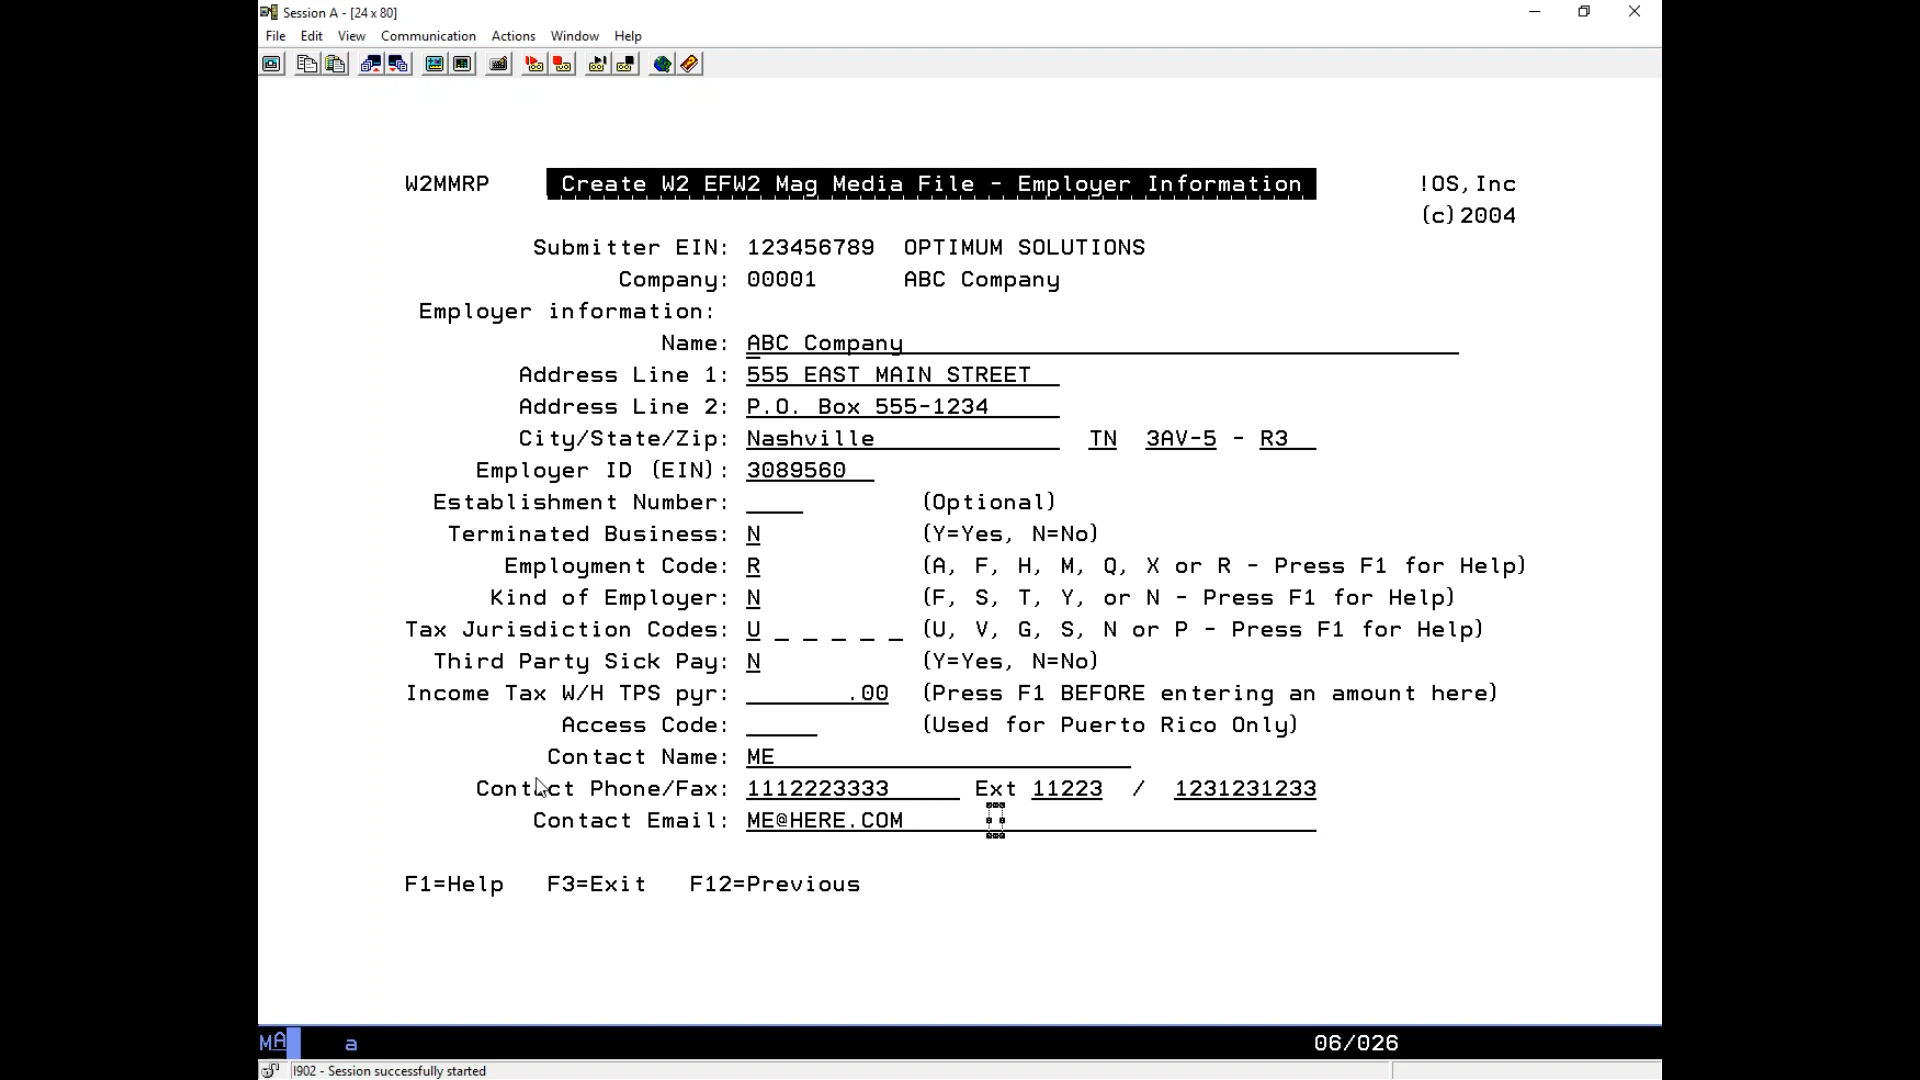 Session A - [24 x 80]
File Edit View Communication Actions Window Help
W2MMRP Create W2 EFW2 Mag Media File - Employer Information !OS,Inc
(c)2004
Submitter EIN: 123456789 OPTIMUM SOLUTIONS
Company: 00001 ABC Company
Employer information:
Name: ABC Company
Address Line 1: 555 EAST MAIN STREET
Address Line 2: P.O. Box 555-1234
City/State/Zip: Nashville TN 3AV-5 - R3
Employer ID (EIN): 3089560
Establishment Number: (Optional)
Terminated Business: N (Y=Yes, N=No)
Employment Code: R (A, F, H, M, Q, X or R - Press F1 for Help)
Kind of Employer: N (F, S, T, Y, or N - Press F1 for Help)
Tax Jurisdiction Codes: U _ _ _ _ _ (U, V, G, S, N or P - Press F1 for Help)
Third Party Sick Pay: N (Y=Yes, N=No)
Income Tax W/H TPS pyr: .00 (Press F1 BEFORE entering an amount here)
Access Code: (Used for Puerto Rico Only)
Contact Name: ME
Contact Phone/Fax: 1112223333 Ext 11223 / 1231231233
Contact Email: ME@HERE.COM
F1=Help F3=Exit F12=Previous
MA a 06/026
I902 - Session successfully started